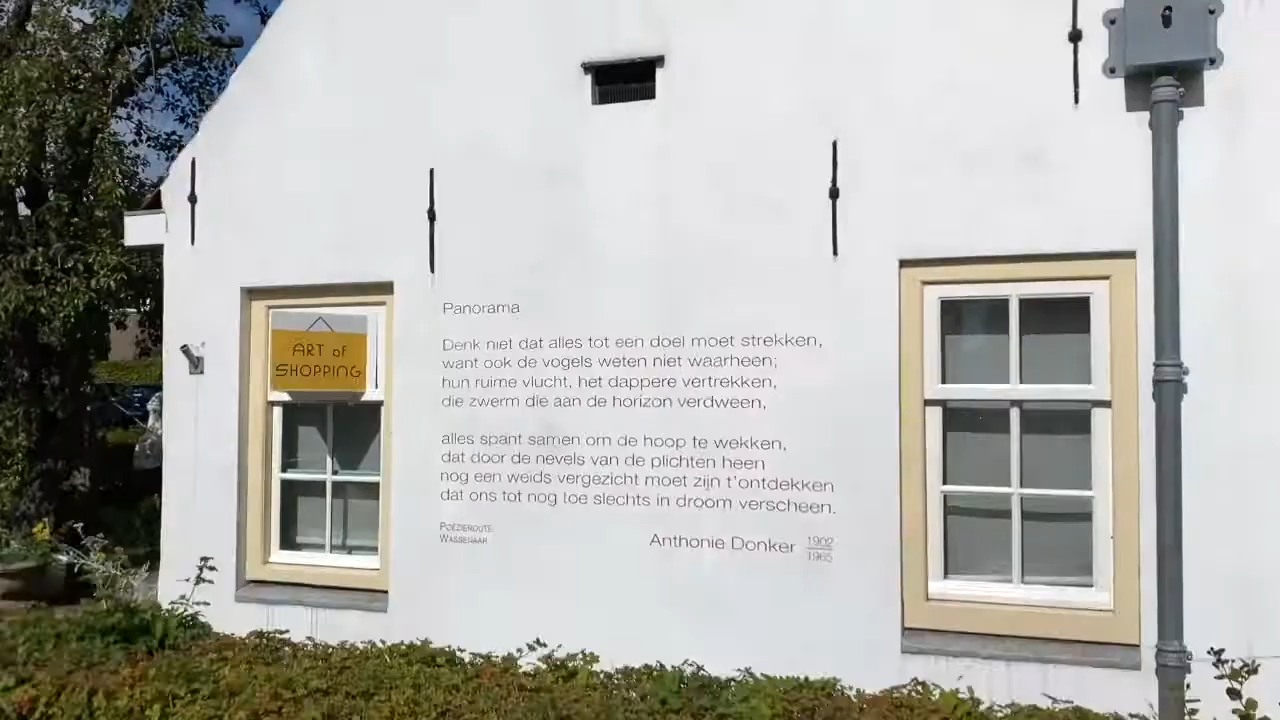 ART of
SHOPPING
Panorama
Denk niet dat alles tot een doel moet strekken,
want ook de vogels weten niet waarheen;
hun ruime vlucht, het dappere vertrekken,
die zwerm die aan de horizon verdween,
alles spant samen om de hoop te wekken,
dat door de nevels van de plichten heen
nog een weids vergezicht moet zijn t'ontdekken
dat ons tot nog toe slechts in droom verscheen.
Poëzieroute
Wassenaar
Anthonie Donker 1902
1965